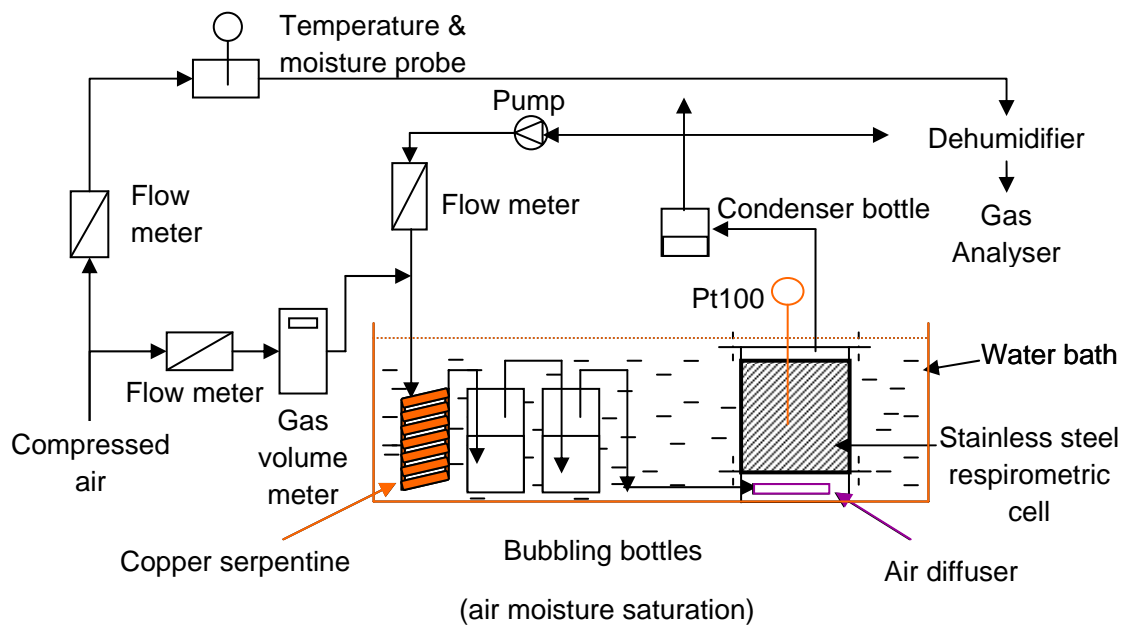 Temperature &
moisture probe
Pump
Dehumidifier
Flow
meter
Flow meter
Condenser bottle
Gas
Analyser
Pt100
Water bath
Flow meter
Compressed
air
Gas
volume
meter
Stainless steel
respirometric
cell
Copper serpentine
Bubbling bottles
(air moisture saturation)
Air diffuser